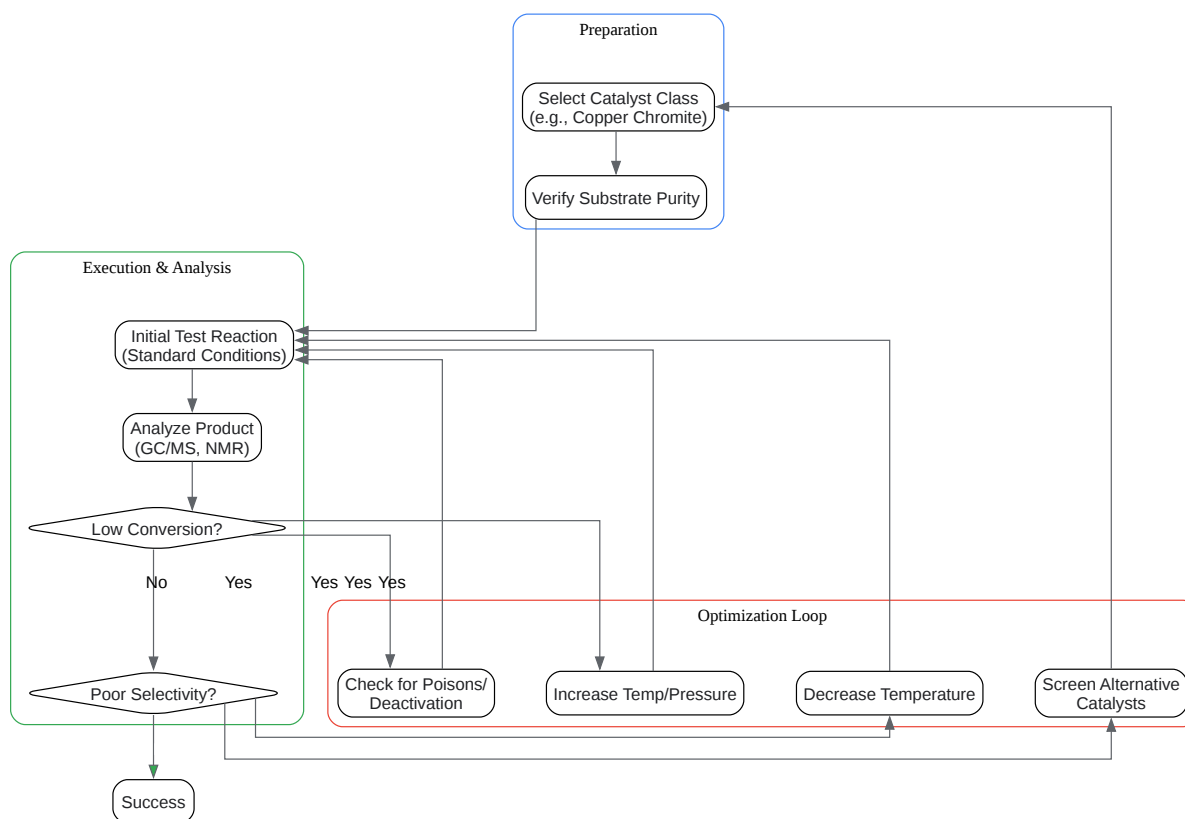 Preparation
Select Catalyst Class
(e.g., Copper Chromite)
Verify Substrate Purity
Execution & Analysis
Initial Test Reaction
(Standard Conditions)
Analyze Product
(GC/MS, NMR)
Low Conversion?
No
Yes
Yes
Yes
Yes
Optimization Loop
Poor Selectivity?
Check for Poisons/
Deactivation
Increase Temp/Pressure
Decrease Temperature
Screen Alternative
Catalysts
Success